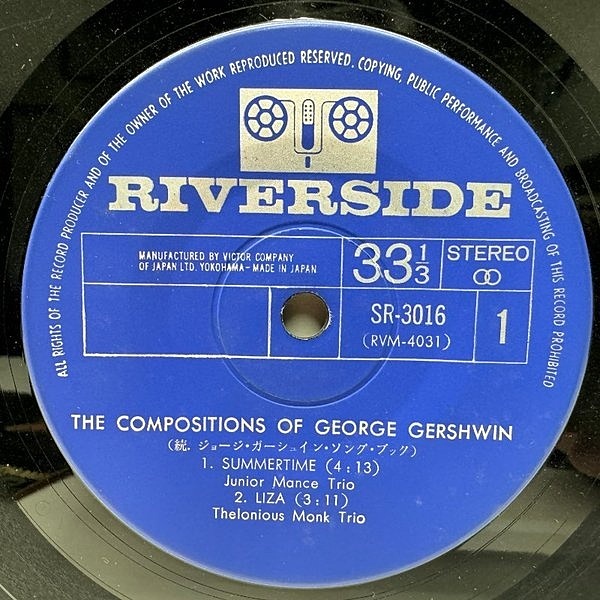 ALL RIGHTS OF THE RECORD PRODUCER AND OF THE OWNER OF THE WORK REPRODUCED RESERVED. COPYING, PUBLIC PERFORMANCE AND BROADCASTING OF THIS RECORD PROHIBITED
RIVERSIDE
MANUFACTURED BY VICTOR COMPANY
OF JAPAN LTD. YOKOHAMA-MADE IN JAPAN
33 1/3
STEREO
SR-3016
(RVM-4031)
1
THE COMPOSITIONS OF GEORGE GERSHWIN
(続. ジョージ・ガーシュイン・ソング・ブック)
1. SUMMERTIME (4:13)
Junior Mance Trio
2. LIZA (3:11)
Thelonious Monk Trio